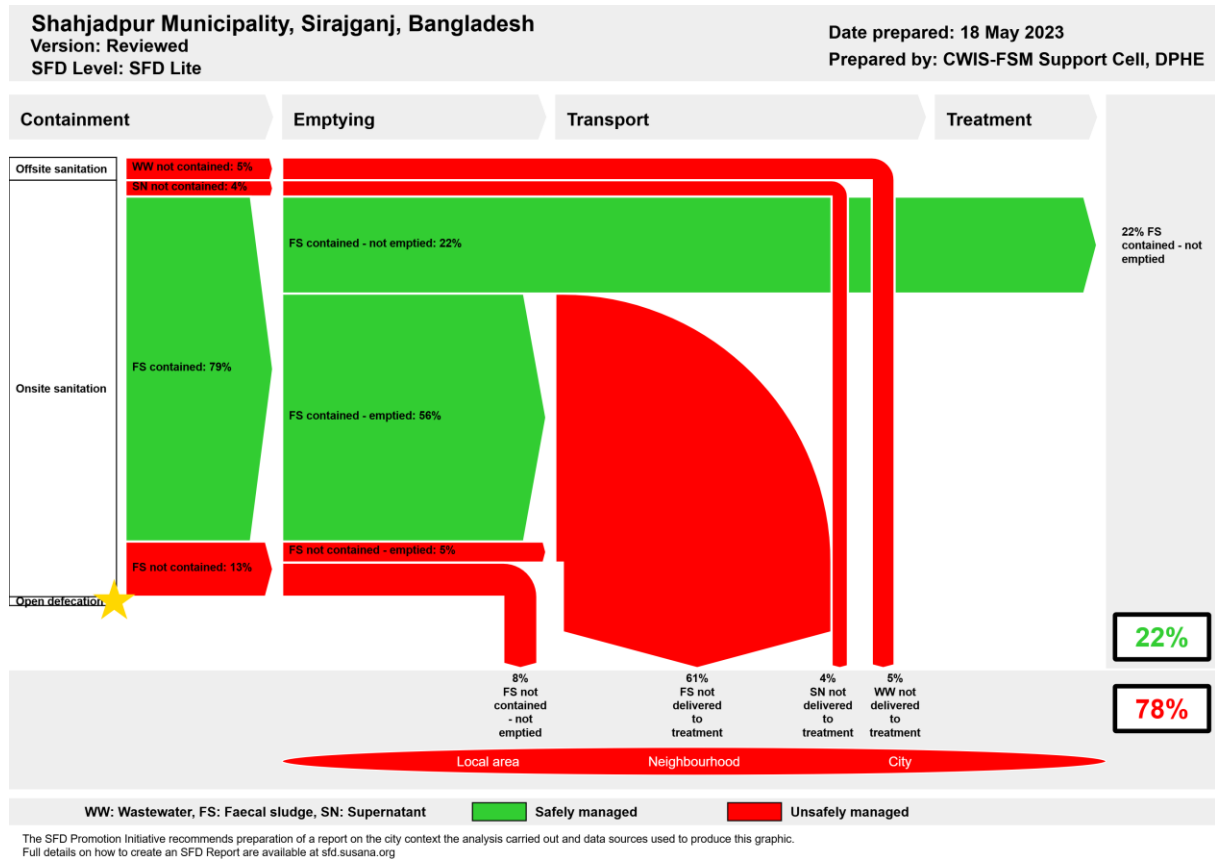 Shahjadpur Municipality, Sirajganj, Bangladesh
Version: Reviewed
SFD Level: SFD Lite
Date prepared: 18 May 2023
Prepared by: CWIS-FSM Support Cell, DPHE
Containment
Emptying
Transport
Treatment
Offsite sanitation
WW not contained: 5%
SN not contained: 4%
FS contained - not emptied: 22%
22% FS
contained - not
emptied
FS contained: 79%
Onsite sanitation
FS contained - emptied: 56%
FS not contained - emptied: 5%
FS not contained: 13%
Open defecation
22%
8%
FS not
contained
- not
emptied
61%
FS not
delivered
to
treatment
4%
SN not
delivered
to
treatment
5%
WW not
delivered
to
treatment
78%
Local area
Neighbourhood
City
WW: Wastewater, FS: Faecal sludge, SN: Supernatant
Safely managed
Unsafely managed
The SFD Promotion Initiative recommends preparation of a report on the city context the analysis carried out and data sources used to produce this graphic.
Full details on how to create an SFD Report are available at sfd.susana.org